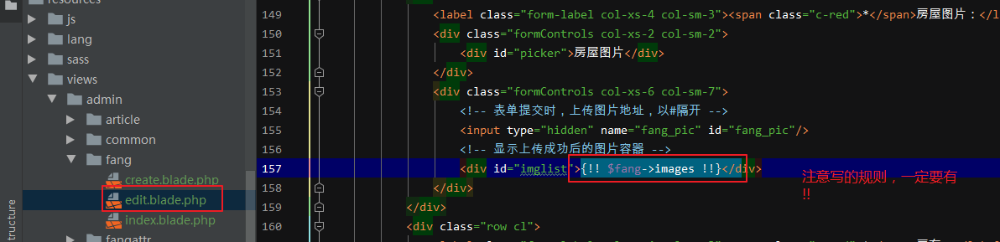 resources
js
lang
sass
views
admin
article
common
fang
create.blade.php
edit.blade.php
index.blade.php
fangattr
tructure
149 <label class="form-label col-xs-4 col-sm-3"><span class="c-red">*</span>房屋图片：</l
150 <div class="formControls col-xs-2 col-sm-2">
151 <div id="picker">房屋图片</div>
152 </div>
153 <div class="formControls col-xs-6 col-sm-7">
154 <!-- 表单提交时，上传图片地址，以#隔开 -->
155 <input type="hidden" name="fang_pic" id="fang_pic"/>
156 <!-- 显示上传成功后的图片容器 -->
157 <div id="imglist">{!! $fang->images !!}</div>
158 </div>
159 </div>
160 <div class="row cl">
注意写的规则，一定要有
!!